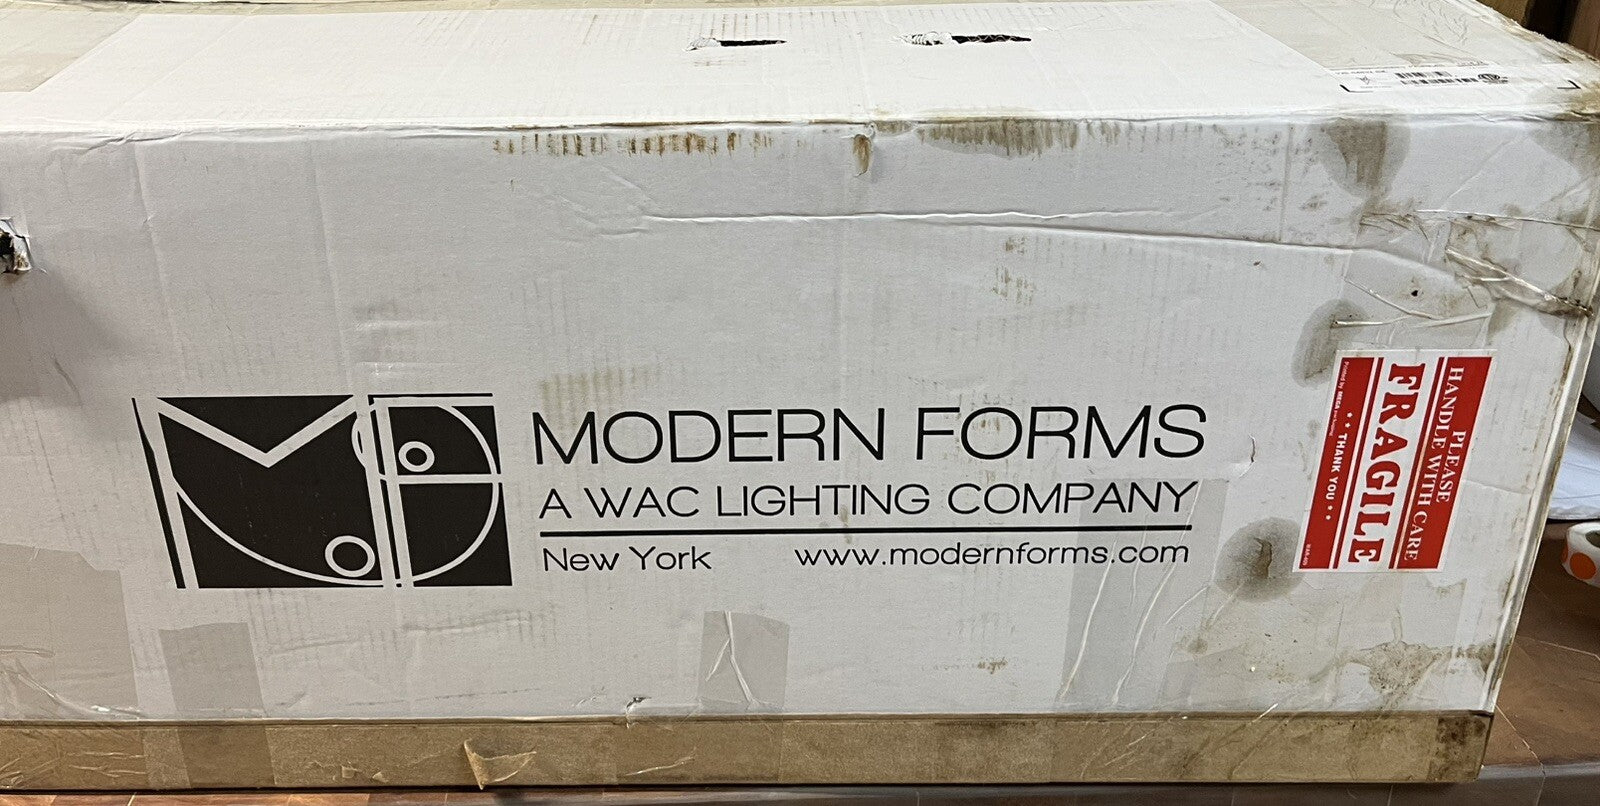 MODERN FORMS
A WAC LIGHTING COMPANY
New York www.modernforms.com
PLEASE
HANDLE WITH CARE
FRAGILE
•• THANK YOU ••